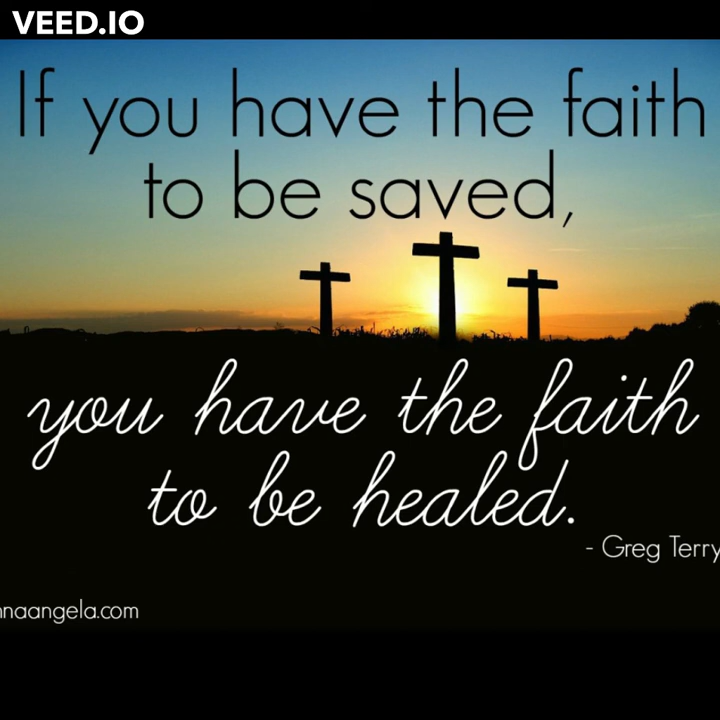 VEED.IO
If you have the faith
to be saved,
you have the faith
to be healed.
- Greg Terry
naangela.com